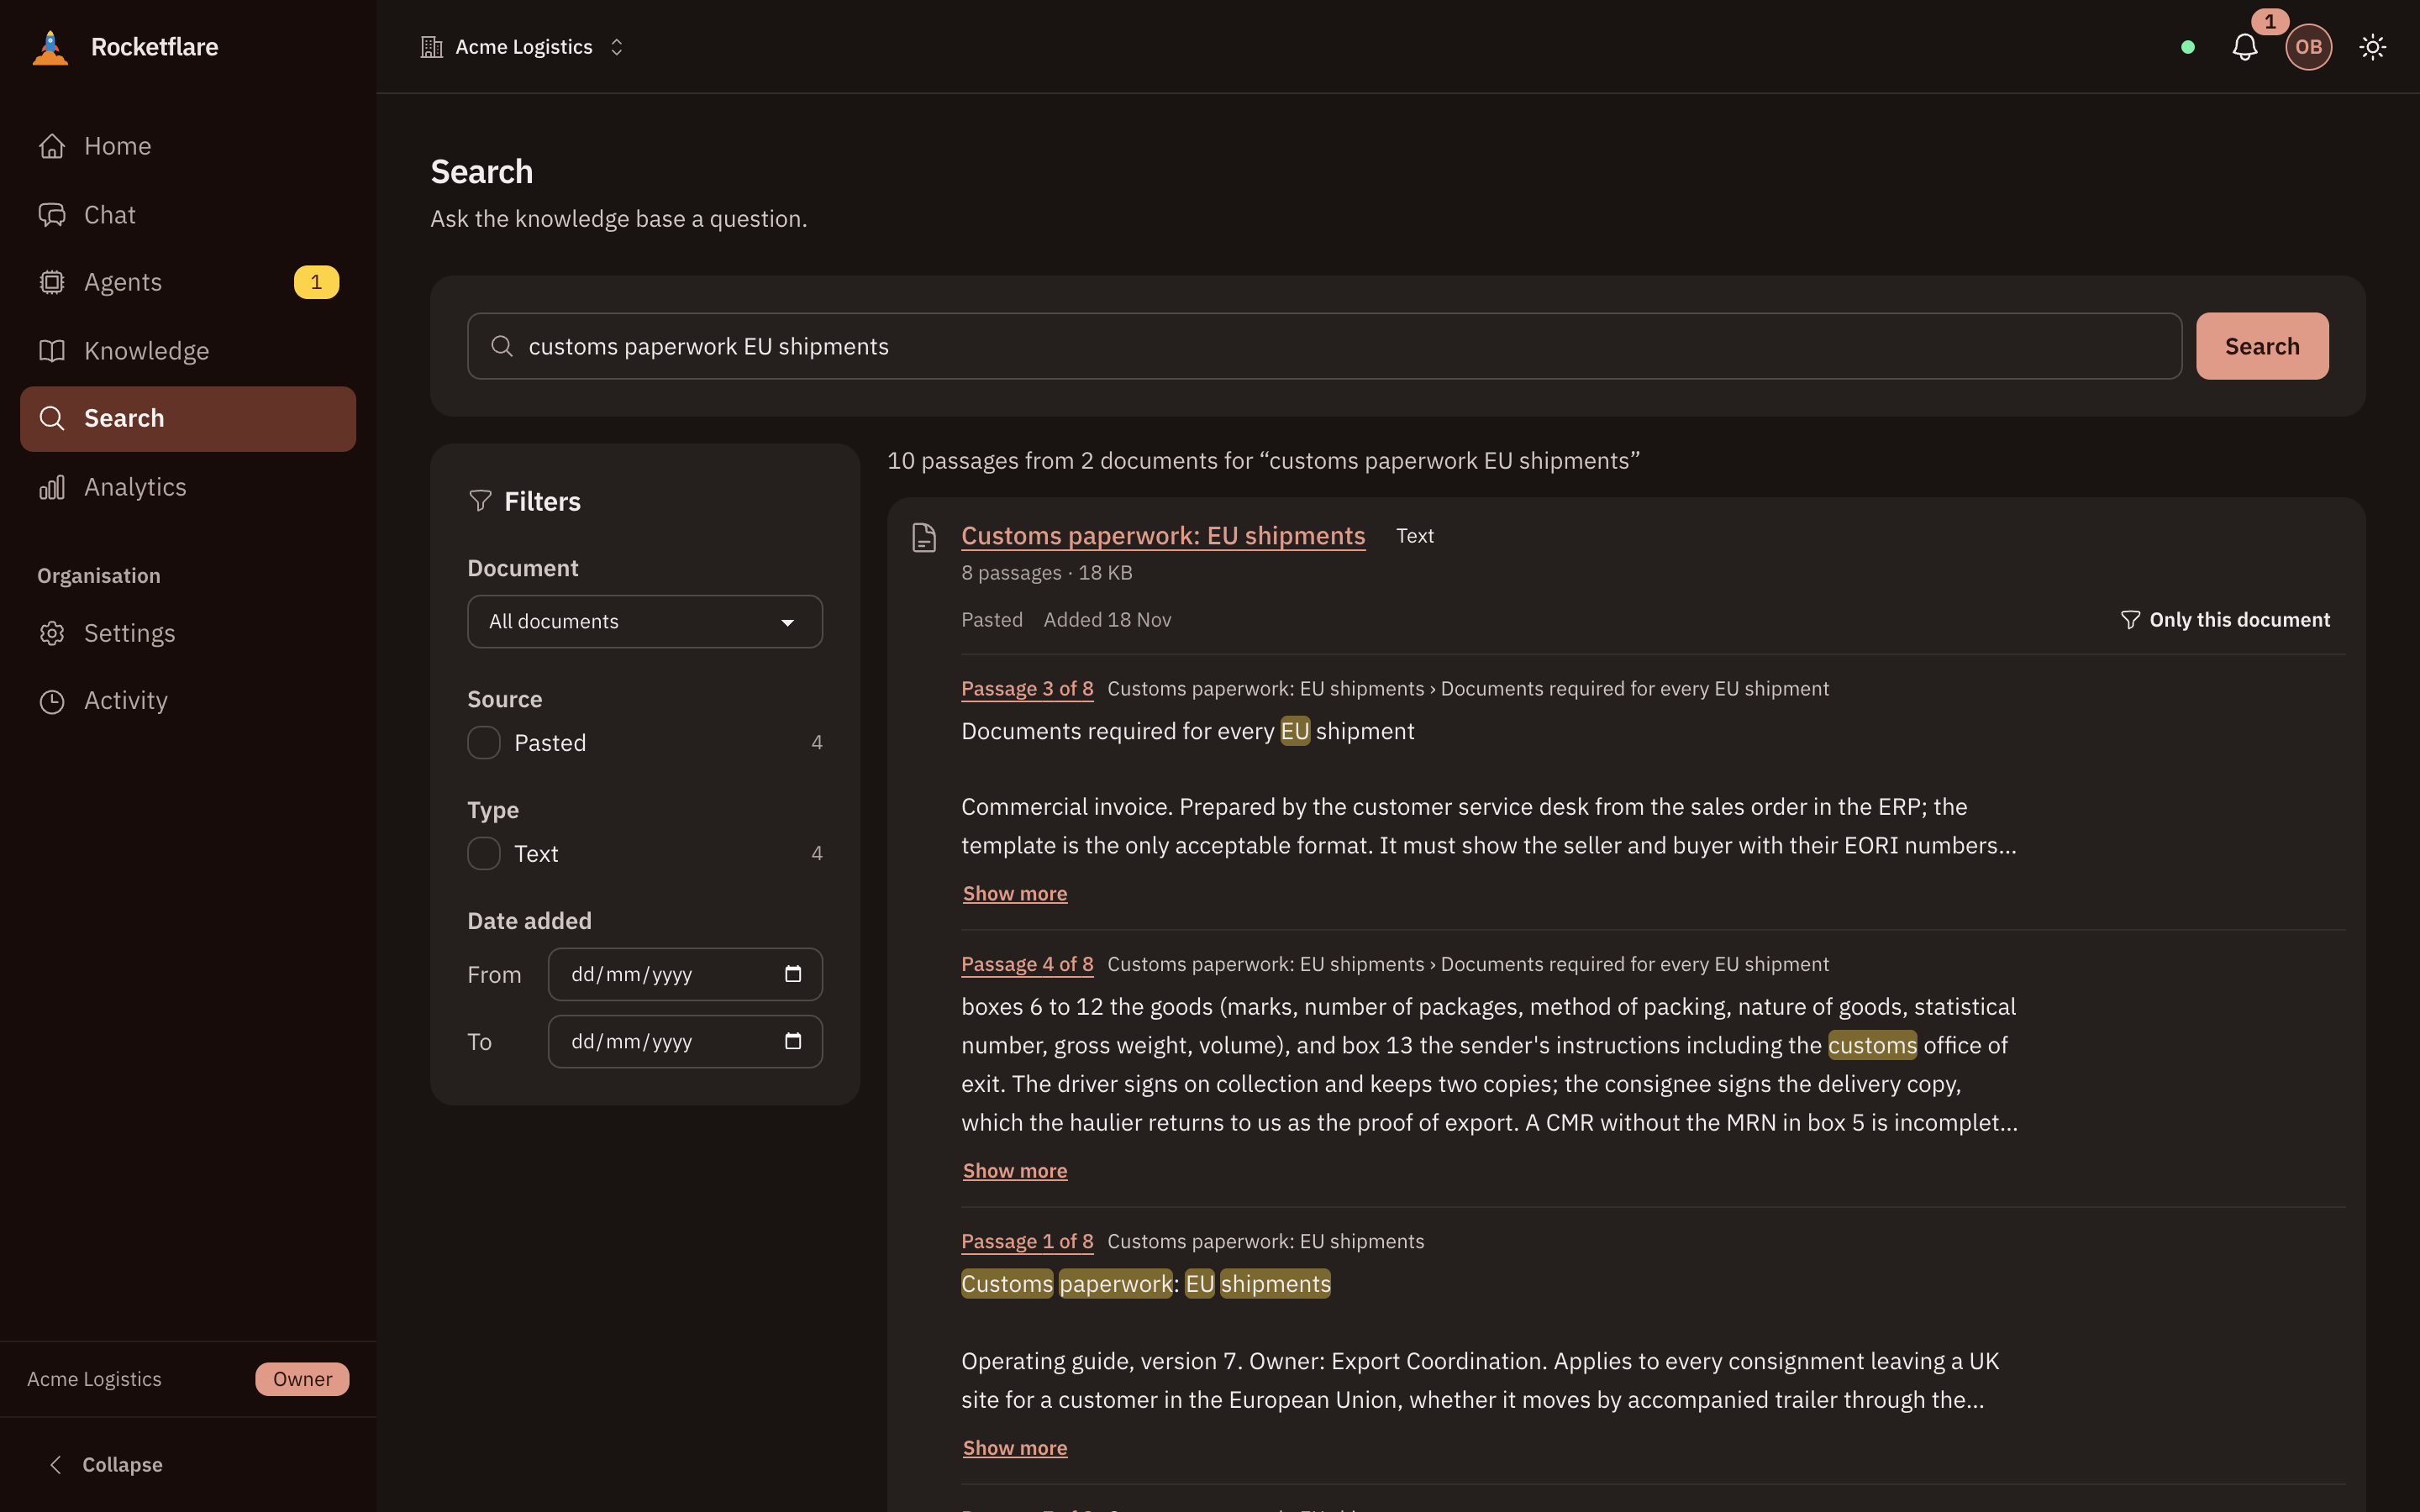 Rocketflare
Acme Logistics
1
OB
Home
Chat
Agents
1
Knowledge
Search
Analytics
Organisation
Settings
Activity
Acme Logistics
Owner
Collapse
Search
Ask the knowledge base a question.
customs paperwork EU shipments
Search
Filters
Document
All documents
Source
Pasted 4
Type
Text 4
Date added
From dd/mm/yyyy
To dd/mm/yyyy
10 passages from 2 documents for “customs paperwork EU shipments”
Customs paperwork: EU shipments Text
8 passages · 18 KB
Pasted Added 18 Nov
Only this document
Passage 3 of 8 Customs paperwork: EU shipments › Documents required for every EU shipment
Documents required for every EU shipment
Commercial invoice. Prepared by the customer service desk from the sales order in the ERP; the
template is the only acceptable format. It must show the seller and buyer with their EORI numbers...
Show more
Passage 4 of 8 Customs paperwork: EU shipments › Documents required for every EU shipment
boxes 6 to 12 the goods (marks, number of packages, method of packing, nature of goods, statistical
number, gross weight, volume), and box 13 the sender's instructions including the customs office of
exit. The driver signs on collection and keeps two copies; the consignee signs the delivery copy,
which the haulier returns to us as the proof of export. A CMR without the MRN in box 5 is incomplet...
Show more
Passage 1 of 8 Customs paperwork: EU shipments
Customs paperwork: EU shipments
Operating guide, version 7. Owner: Export Coordination. Applies to every consignment leaving a UK
site for a customer in the European Union, whether it moves by accompanied trailer through the...
Show more